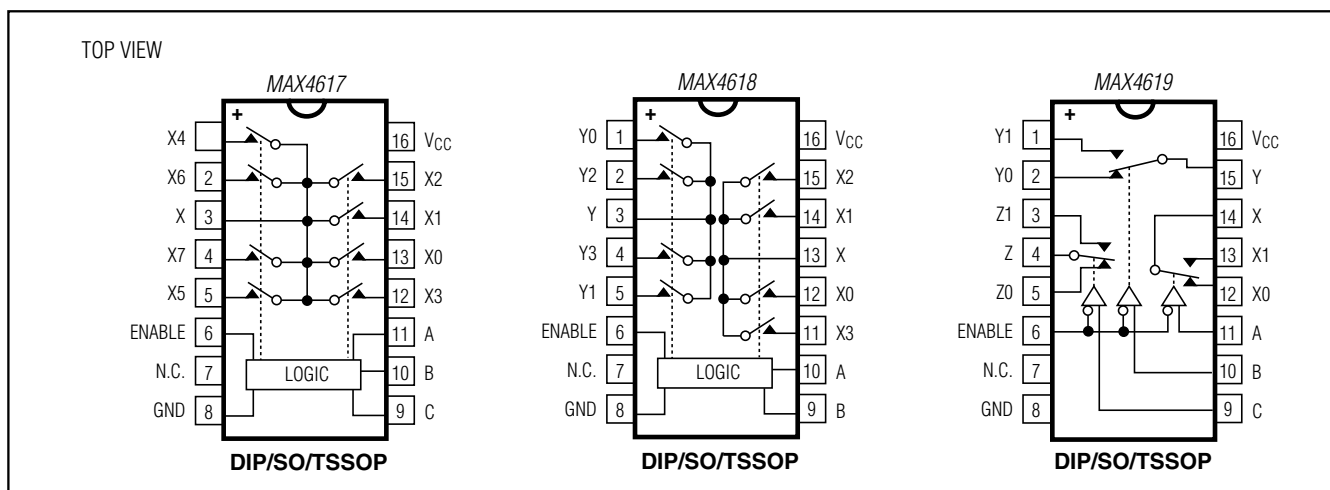 TOP VIEW
MAX4617
+
X4
16 VCC
X6 2
15 X2
X 3
14 X1
X7 4
13 X0
X5 5
12 X3
ENABLE 6
11 A
N.C. 7
LOGIC
10 B
GND 8
9 C
DIP/SO/TSSOP
MAX4618
+
Y0 1
16 VCC
Y2 2
15 X2
Y 3
14 X1
Y3 4
13 X
Y1 5
12 X0
ENABLE 6
11 X3
N.C. 7
LOGIC
10 A
GND 8
9 B
DIP/SO/TSSOP
MAX4619
+
Y1 1
16 VCC
Y0 2
15 Y
Z1 3
14 X
Z 4
13 X1
Z0 5
12 X0
ENABLE 6
11 A
N.C. 7
10 B
GND 8
9 C
DIP/SO/TSSOP